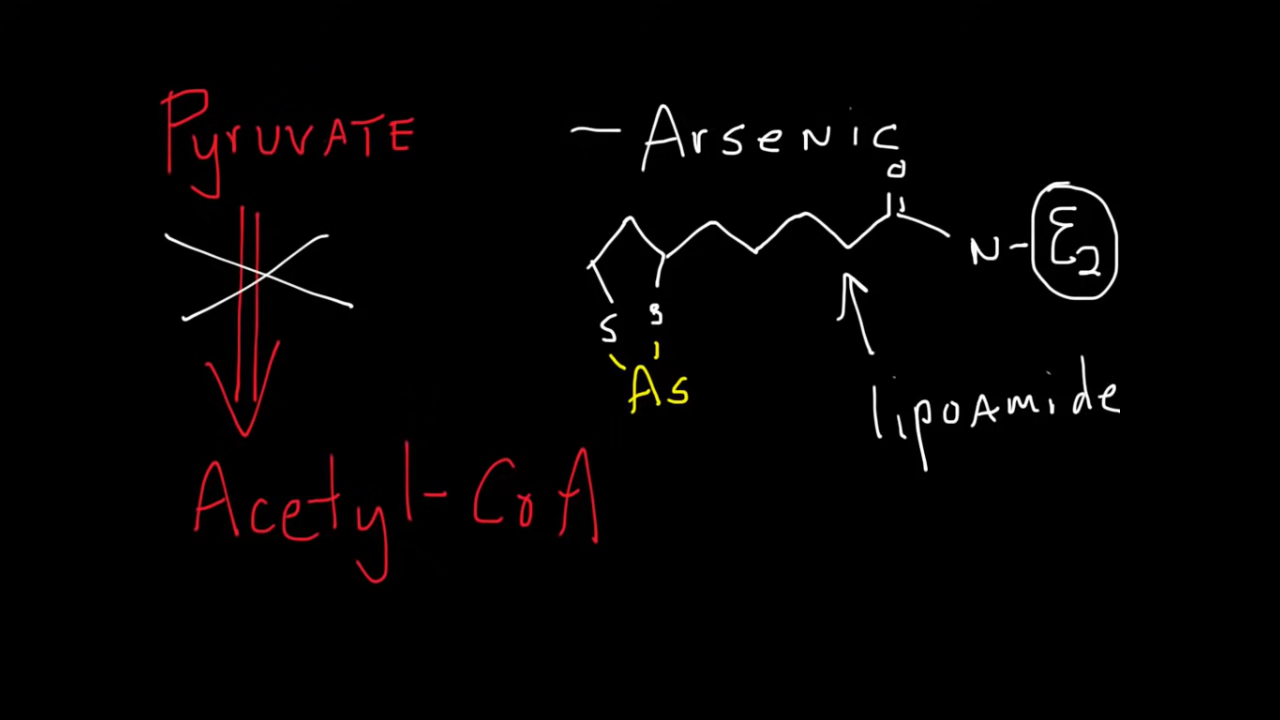 PYRUVATE
- Arsenic
O
N-E2
S S
As
lipoamide
Acetyl-CoA